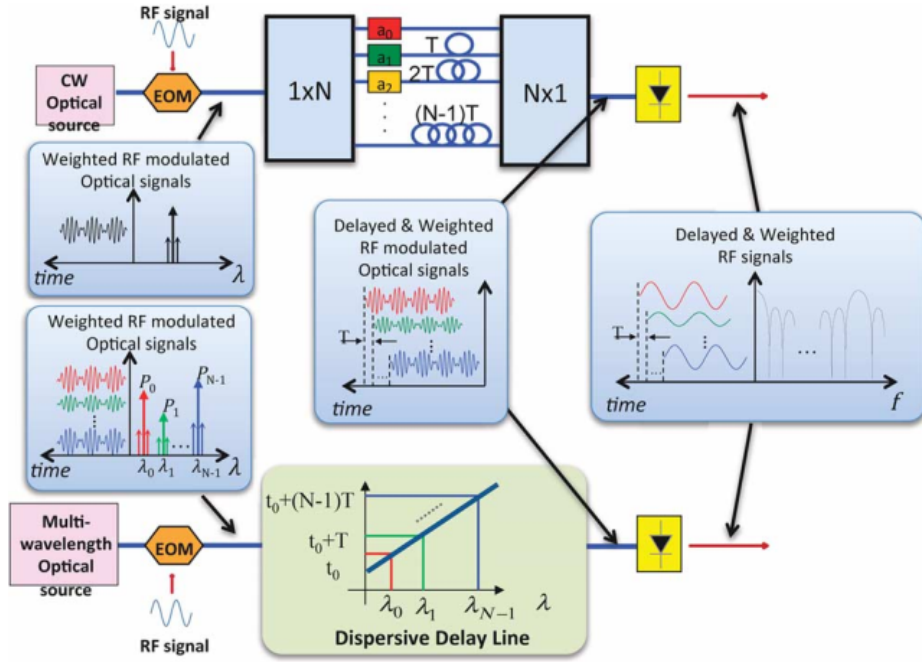 RF signal
CW
Optical
source
EOM
1xN
a0
a1
a2
T
2T
(N-1)T
Nx1
Weighted RF modulated
Optical signals
time
λ
Delayed & Weighted
RF modulated
Optical signals
T
...
time
Delayed & Weighted
RF signals
T
...
...
time
f
Weighted RF modulated
Optical signals
P0
P1
PN-1
...
time
λ0 λ1 λN-1 λ
Multi-
wavelength
Optical
source
EOM
RF signal
t0+(N-1)T
t0+T
t0
λ0 λ1 λN−1 λ
Dispersive Delay Line